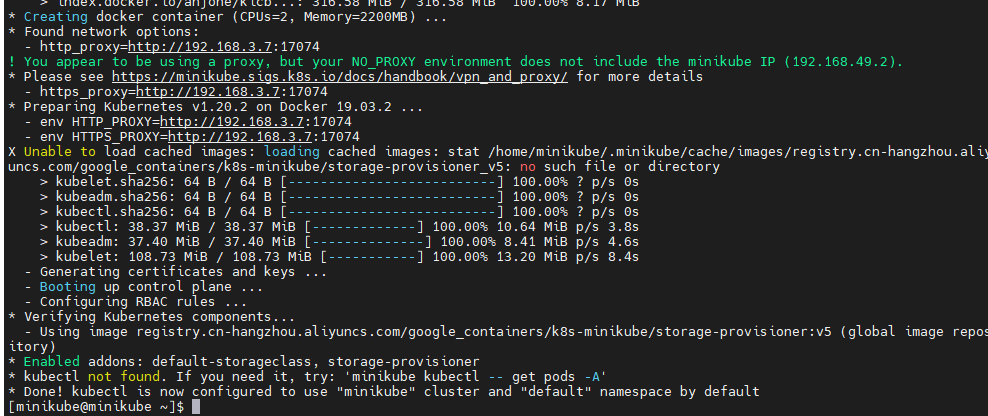 > index.docker.io/anjone/kicb...: 316.58 MiB / 316.58 MiB  100.00% 8.17 MiB
* Creating docker container (CPUs=2, Memory=2200MB) ...
* Found network options:
  - http_proxy=http://192.168.3.7:17074
! You appear to be using a proxy, but your NO_PROXY environment does not include the minikube IP (192.168.49.2).
* Please see https://minikube.sigs.k8s.io/docs/handbook/vpn_and_proxy/ for more details
  - https_proxy=http://192.168.3.7:17074
* Preparing Kubernetes v1.20.2 on Docker 19.03.2 ...
  - env HTTP_PROXY=http://192.168.3.7:17074
  - env HTTPS_PROXY=http://192.168.3.7:17074
X Unable to load cached images: loading cached images: stat /home/minikube/.minikube/cache/images/registry.cn-hangzhou.aliy
uncs.com/google_containers/k8s-minikube/storage-provisioner_v5: no such file or directory
    > kubelet.sha256: 64 B / 64 B [--------------------------] 100.00% ? p/s 0s
    > kubeadm.sha256: 64 B / 64 B [--------------------------] 100.00% ? p/s 0s
    > kubectl.sha256: 64 B / 64 B [--------------------------] 100.00% ? p/s 0s
    > kubectl: 38.37 MiB / 38.37 MiB [-------------] 100.00% 10.64 MiB p/s 3.8s
    > kubeadm: 37.40 MiB / 37.40 MiB [--------------] 100.00% 8.41 MiB p/s 4.6s
    > kubelet: 108.73 MiB / 108.73 MiB [-----------] 100.00% 13.20 MiB p/s 8.4s
  - Generating certificates and keys ...
  - Booting up control plane ...
  - Configuring RBAC rules ...
* Verifying Kubernetes components...
  - Using image registry.cn-hangzhou.aliyuncs.com/google_containers/k8s-minikube/storage-provisioner:v5 (global image repos
itory)
* Enabled addons: default-storageclass, storage-provisioner
* kubectl not found. If you need it, try: 'minikube kubectl -- get pods -A'
* Done! kubectl is now configured to use "minikube" cluster and "default" namespace by default
[minikube@minikube ~]$